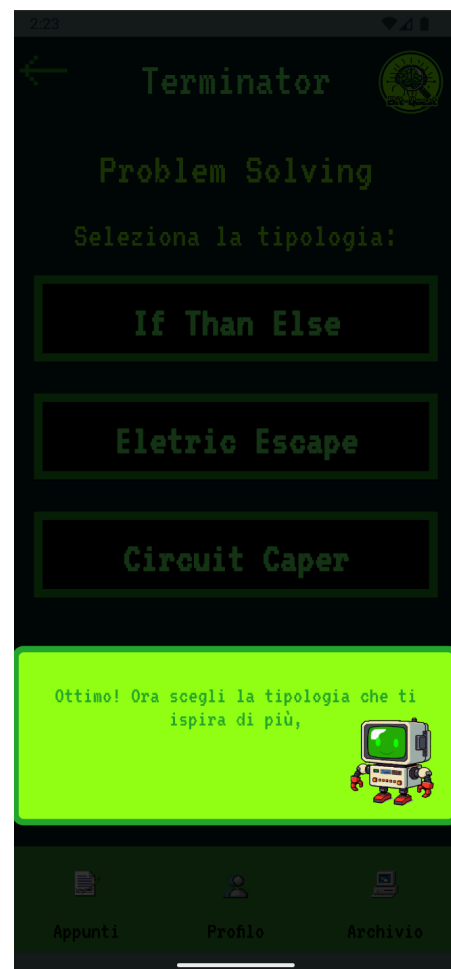 2:23
Terminator
Problem Solving
Seleziona la tipologia:
If Than Else
Eletric Escape
Circuit Caper
Ottimo! Ora scegli la tipologia che ti
ispira di più,
Appunti Profilo Archivio